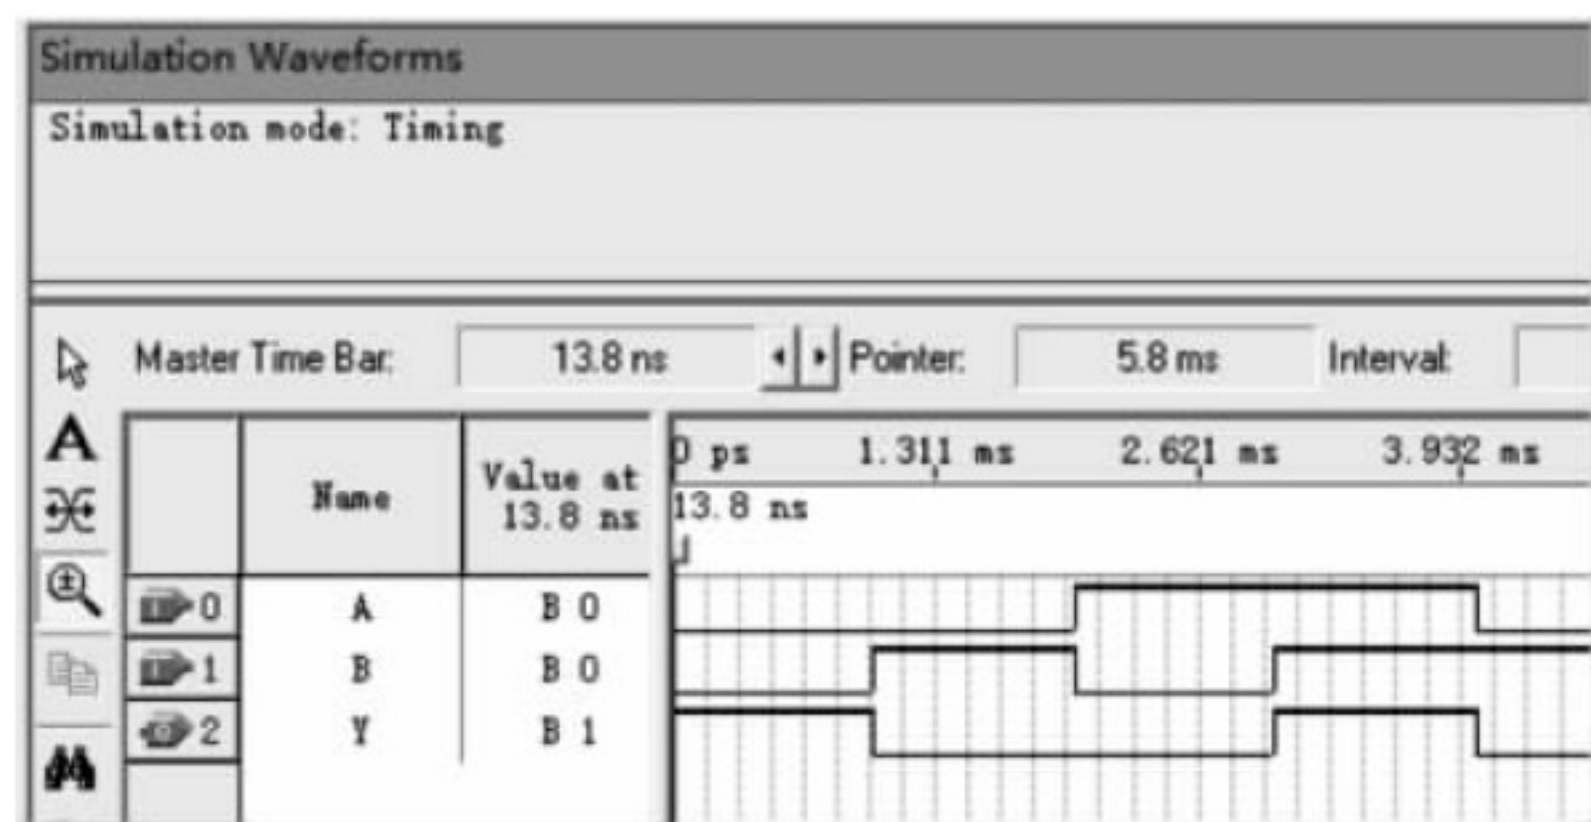 Simulation Waveforms
Simulation mode: Timing
Master Time Bar: 13.8 ns Pointer: 5.8 ms Interval:
A
Name Value at 13.8 ns
0 ps 1.311 ms 2.621 ms 3.932 ms
13.8 ns
0 A B 0
1 B B 0
2 Y B 1